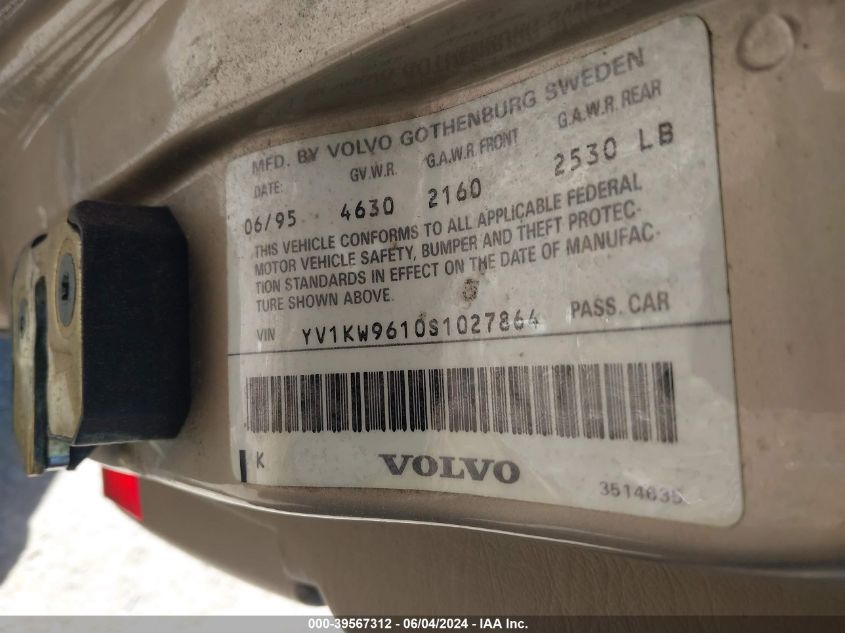 MFD. BY VOLVO GOTHENBURG SWEDEN
DATE: GV.W.R. G.A.W.R. FRONT G.A.W.R. REAR
06/95 4630 2160 2530 LB
THIS VEHICLE CONFORMS TO ALL APPLICABLE FEDERAL
MOTOR VEHICLE SAFETY, BUMPER AND THEFT PROTEC-
TION STANDARDS IN EFFECT ON THE DATE OF MANUFAC-
TURE SHOWN ABOVE.
VIN YV1KW9610S1027864 PASS. CAR
K VOLVO 3514635
000-39567312 - 06/04/2024 - IAA Inc.